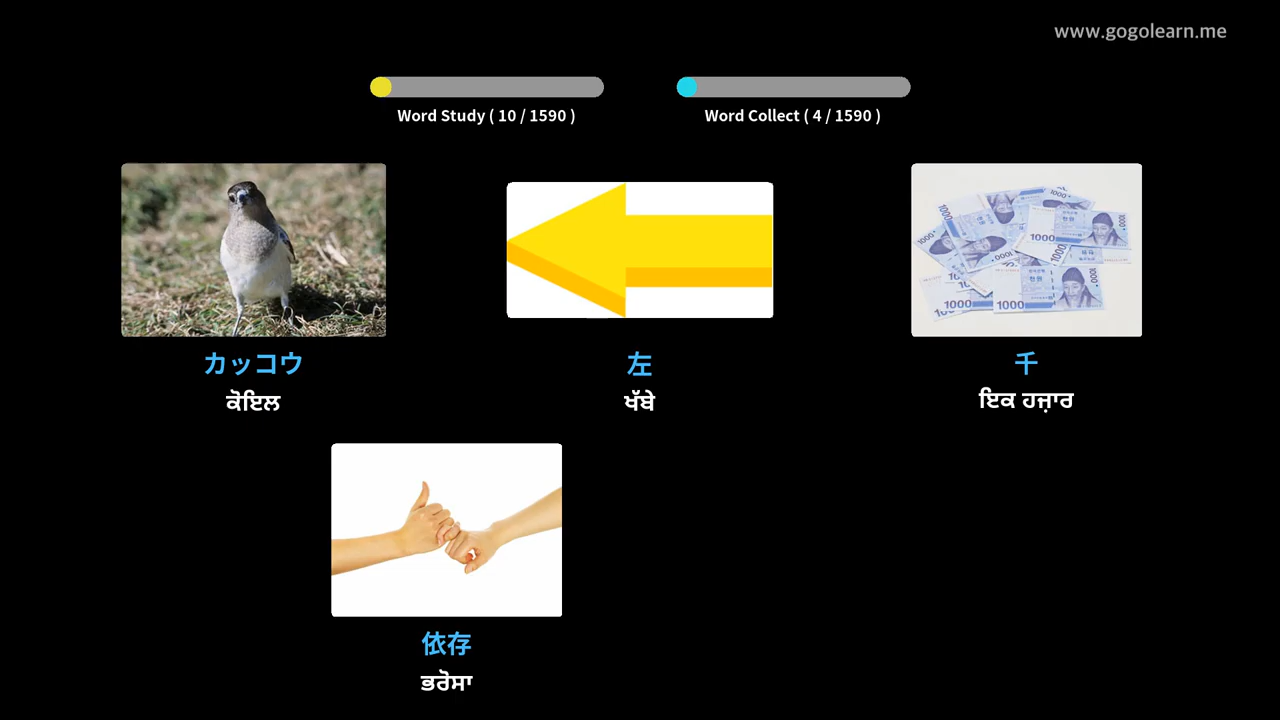 www.gogolearn.me
Word Study ( 10 / 1590 )
Word Collect ( 4 / 1590 )
カッコウ
ਕੋਇਲ
左
ਖੱਬੇ
千
ਇਕ ਹਜ਼ਾਰ
依存
ਭਰੋਸਾ